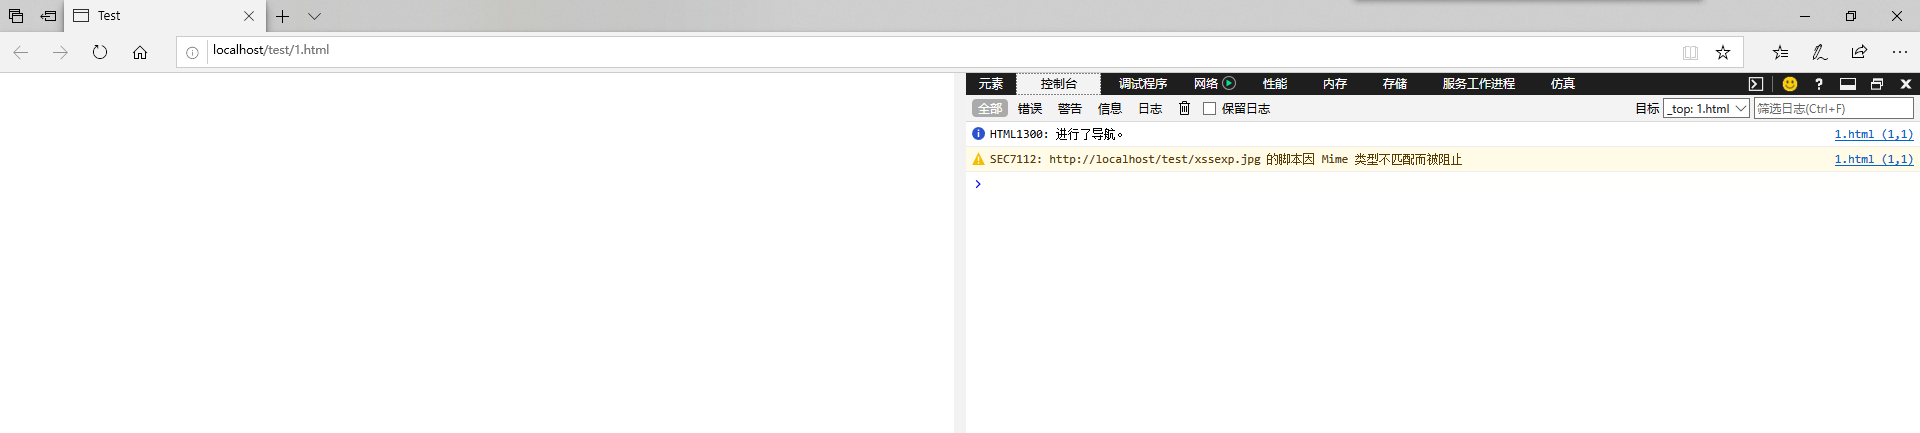 Test
localhost/test/1.html
元素 控制台 调试程序 网络 性能 内存 存储 服务工作进程 仿真 ?
全部 错误 警告 信息 日志 保留日志 目标 _top: 1.html 筛选日志(Ctrl+F)
HTML1300: 进行了导航。 1.html (1,1)
SEC7112: http://localhost/test/xssexp.jpg 的脚本因 Mime 类型不匹配而被阻止 1.html (1,1)